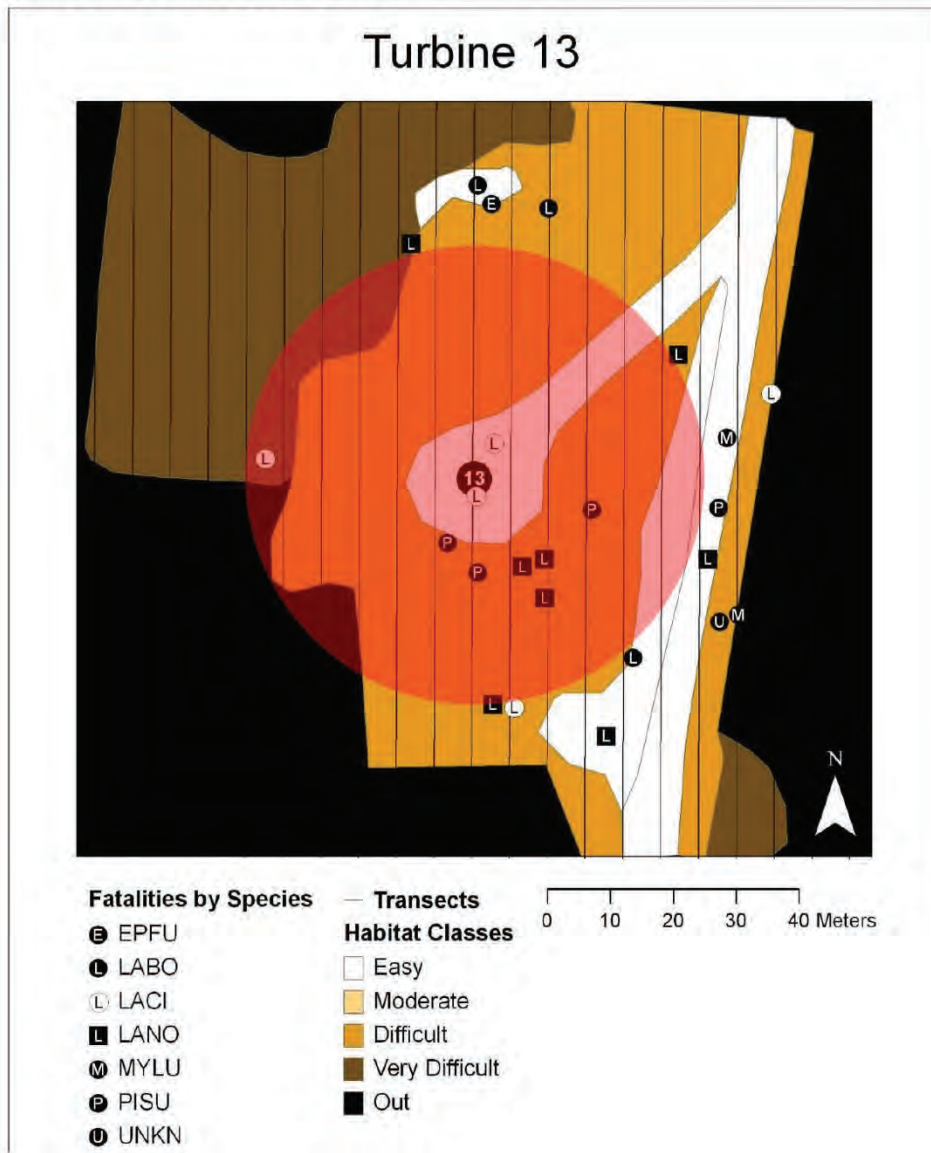 Turbine 13
L
E L
L
L
L
L M
L
13
L
P P
P
L L L
P
L
U M
L
L L
L
N
Fatalities by Species
E EPFU
L LABO
L LACI
L LANO
M MYLU
P PISU
U UNKN
Transects
Habitat Classes
Easy
Moderate
Difficult
Very Difficult
Out
0 10 20 30 40 Meters